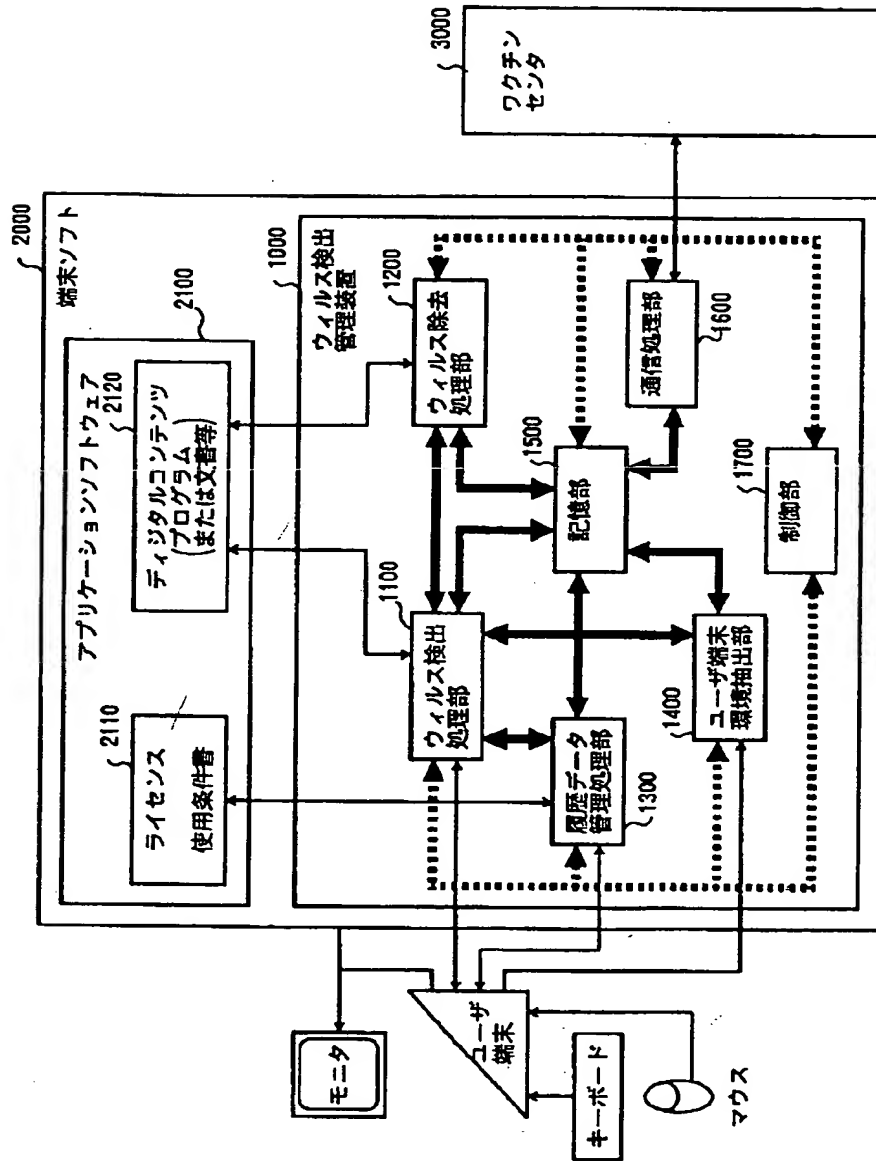 2000
端末ソフト
2100
アプリケーションソフトウェア
2110
ライセンス
使用条件書
2120
ディジタルコンテンツ
(プログラム
または文書等)
1000
ウィルス検出
管理装置
1100
ウィルス検出
処理部
1200
ウィルス除去
処理部
1300
履歴データ
管理処理部
1500
記憶部
1600
通信処理部
1400
ユーザ端末
環境抽出部
1700
制御部
3000
ワクチン
センタ
モニタ
ユーザ
端末
キーボード
マウス